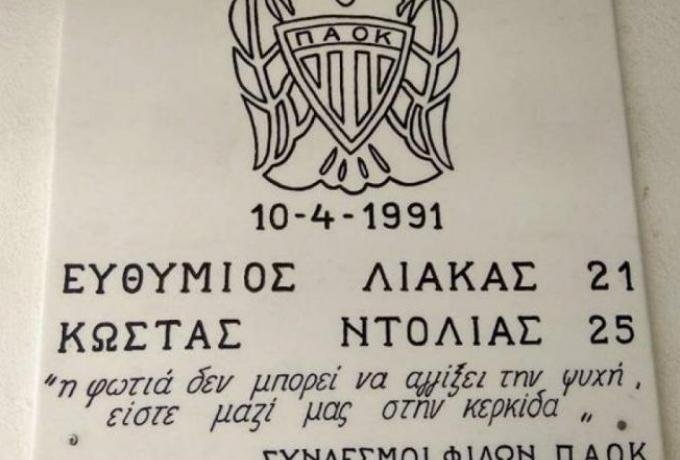 ΠΑΟΚ
10-4-1991
ΕΥΘΥΜΙΟΣ ΛΙΑΚΑΣ 21
ΚΩΣΤΑΣ ΝΤΟΛΙΑΣ 25
“η φωτιά δεν μπορεί να αγγίξει την ψυχή,
είστε μαζί μας στην κερκίδα„.
ΣΥΝΔΕΣΜΟΙ ΦΙΛΩΝ ΠΑΟΚ